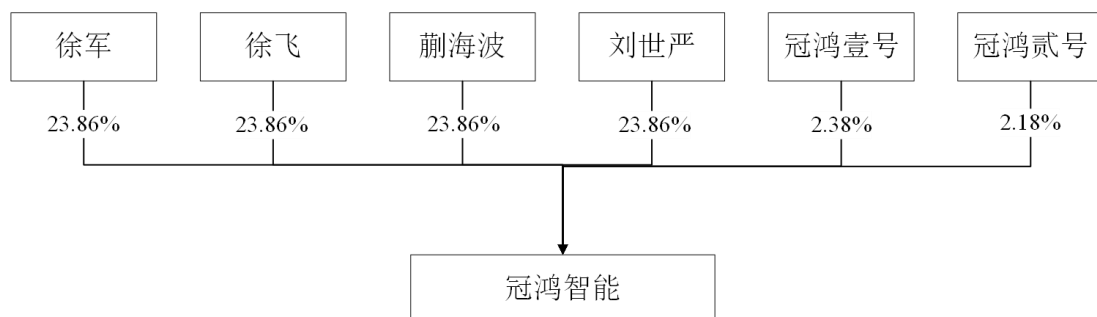 徐军 徐飞 蒯海波 刘世严 冠鸿壹号 冠鸿贰号
23.86% 23.86% 23.86% 23.86% 2.38% 2.18%
冠鸿智能